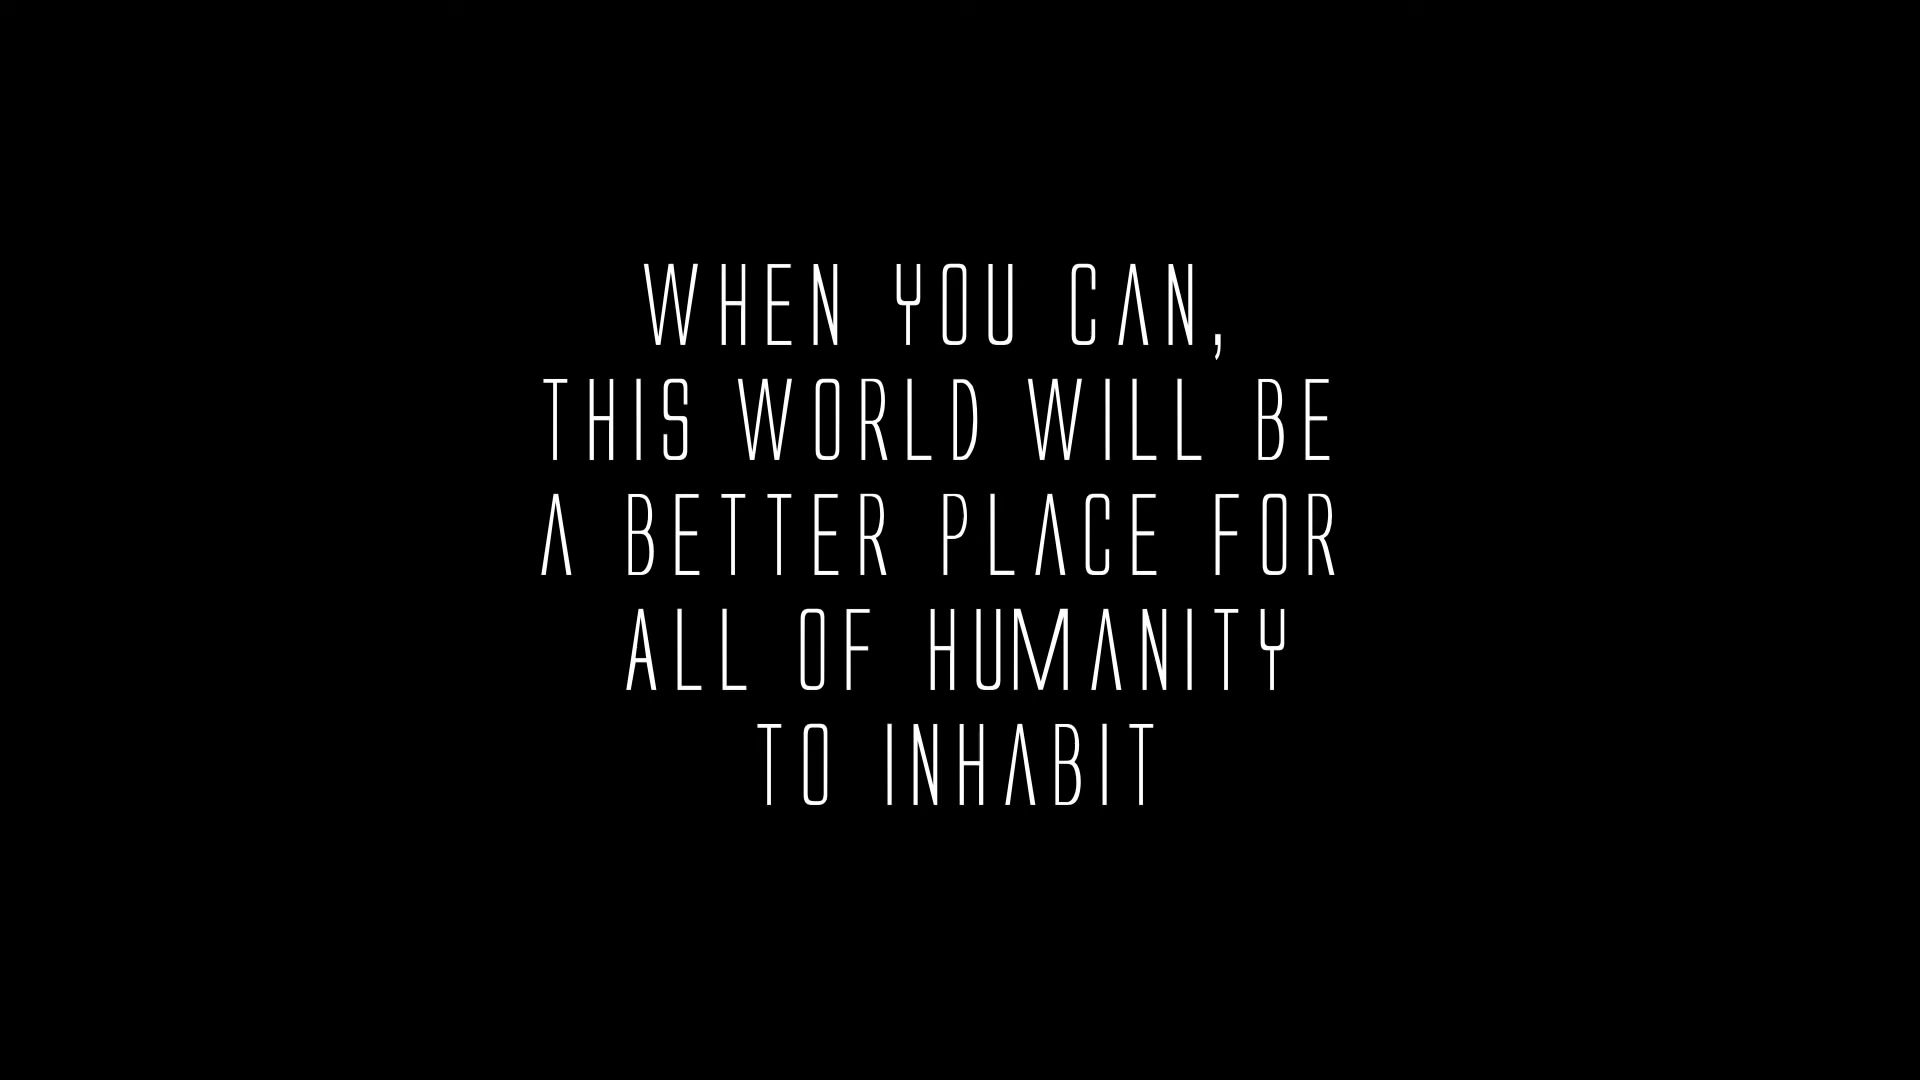 WHEN YOU CAN,
THIS WORLD WILL BE
A BETTER PLACE FOR
ALL OF HUMANITY
TO INHABIT